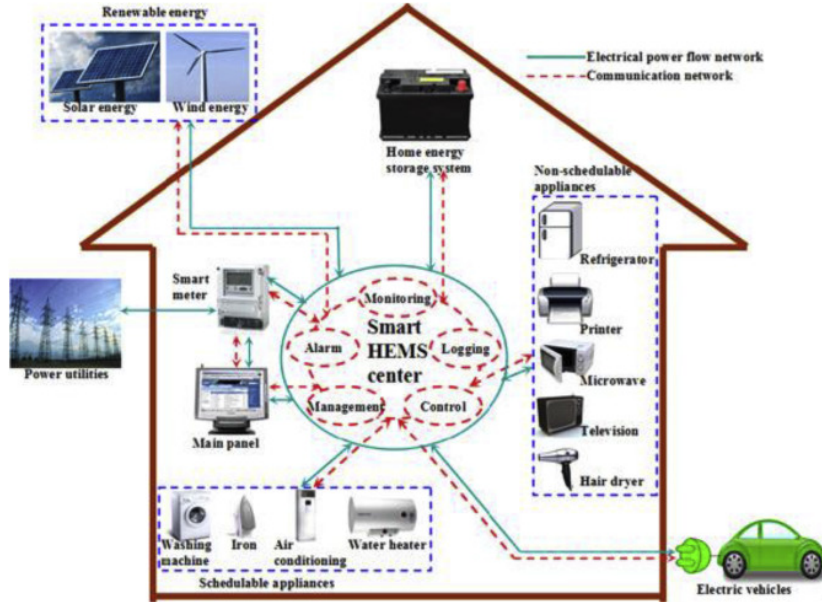 Renewable energy
Solar energy
Wind energy
Electrical power flow network
Communication network
Home energy
storage system
Non-schedulable
appliances
Refrigerator
Printer
Microwave
Television
Hair dryer
Smart
meter
Power utilities
Main panel
Monitoring
Smart
HEMS
center
Alarm
Logging
Management
Control
Washing
machine
Iron
Air
conditioning
Water heater
Schedulable appliances
Electric vehicles